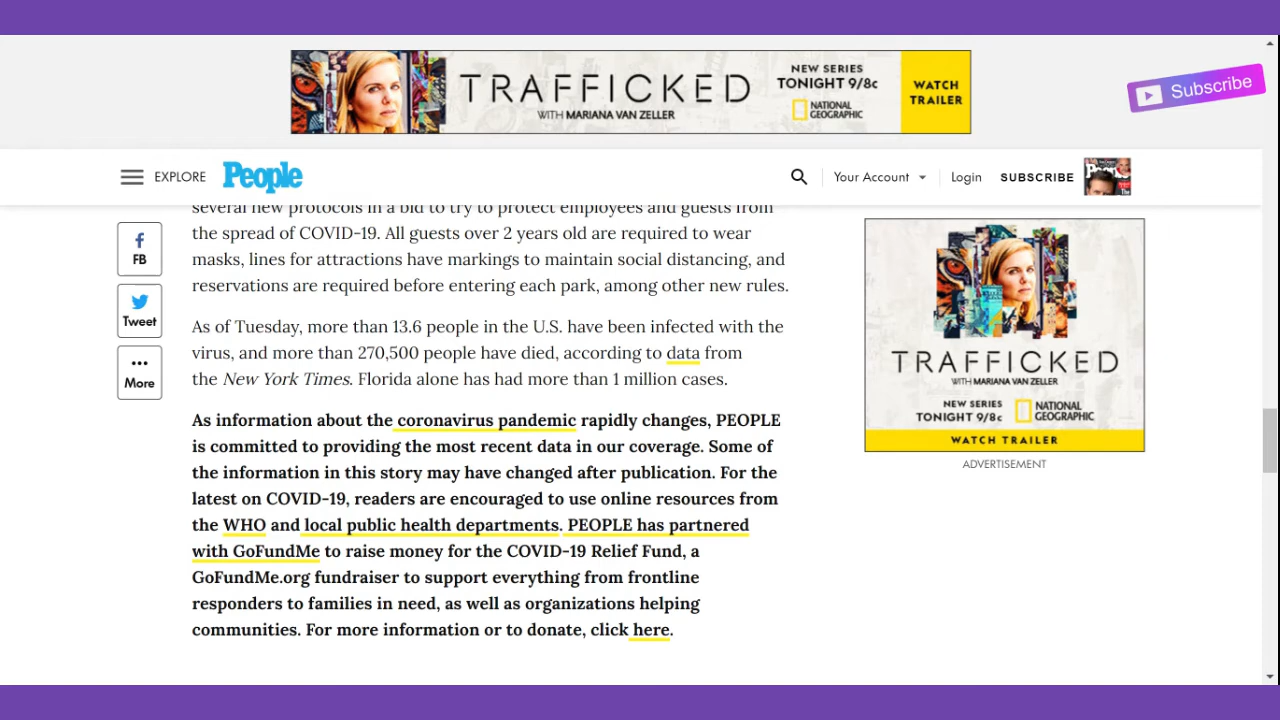 TRAFFICKED
WITH MARIANA VAN ZELLER
NEW SERIES
TONIGHT 9/8c
NATIONAL
GEOGRAPHIC
WATCH
TRAILER
Subscribe
EXPLORE
People
Your Account
Login
SUBSCRIBE
several new protocols in a bid to try to protect employees and guests from
the spread of COVID-19. All guests over 2 years old are required to wear
masks, lines for attractions have markings to maintain social distancing, and
reservations are required before entering each park, among other new rules.
As of Tuesday, more than 13.6 people in the U.S. have been infected with the
virus, and more than 270,500 people have died, according to data from
the New York Times. Florida alone has had more than 1 million cases.
As information about the coronavirus pandemic rapidly changes, PEOPLE
is committed to providing the most recent data in our coverage. Some of
the information in this story may have changed after publication. For the
latest on COVID-19, readers are encouraged to use online resources from
the WHO and local public health departments. PEOPLE has partnered
with GoFundMe to raise money for the COVID-19 Relief Fund, a
GoFundMe.org fundraiser to support everything from frontline
responders to families in need, as well as organizations helping
communities. For more information or to donate, click here.
FB
Tweet
More
TRAFFICKED
WITH MARIANA VAN ZELLER
NEW SERIES
TONIGHT 9/8c
NATIONAL
GEOGRAPHIC
WATCH TRAILER
ADVERTISEMENT